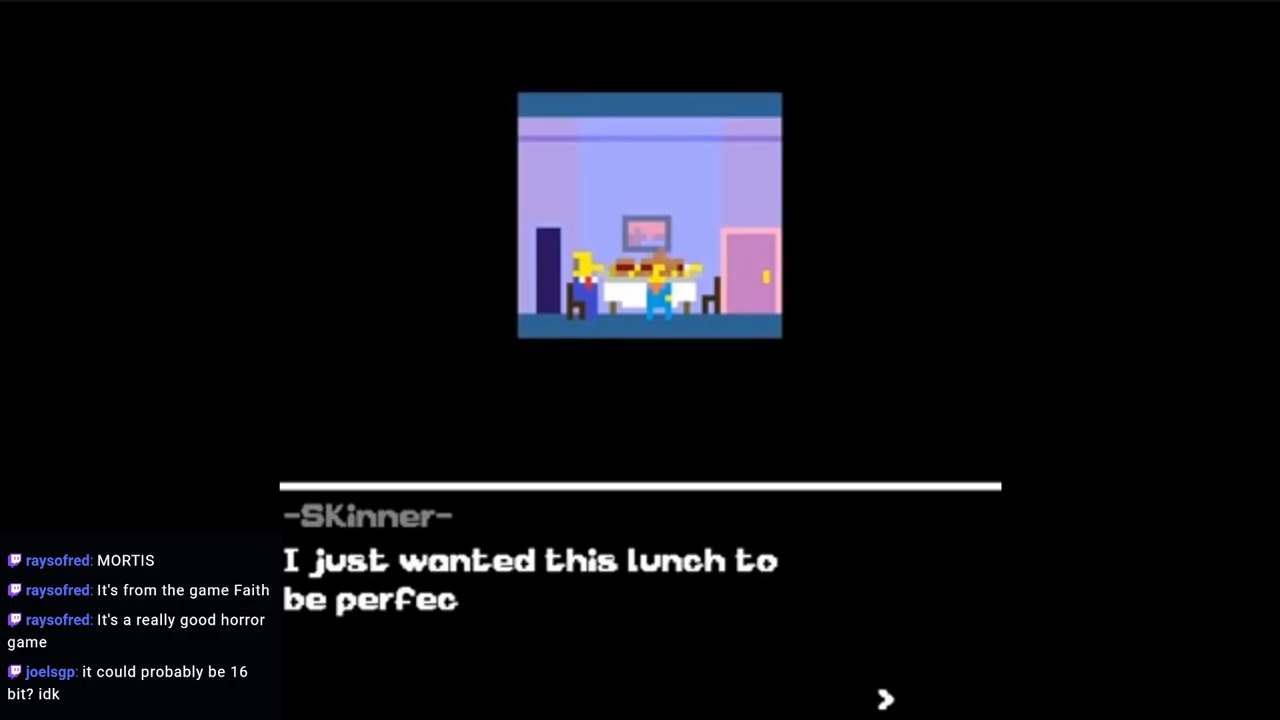 -SKinner-
I just wanted this lunch to
be perfec
>
raysofred: MORTIS
raysofred: It's from the game Faith
raysofred: It's a really good horror
game
joelsgp: it could probably be 16
bit? idk